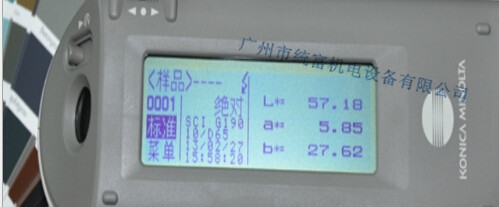 广州市纯富机电设备有限公司
<样品>----
0001 绝对
标准 SCI G190
10/D65
菜单 13/02/27
15:58:20
L*= 57.18
a*= 5.85
b*= 27.62
KONICA MINOLTA